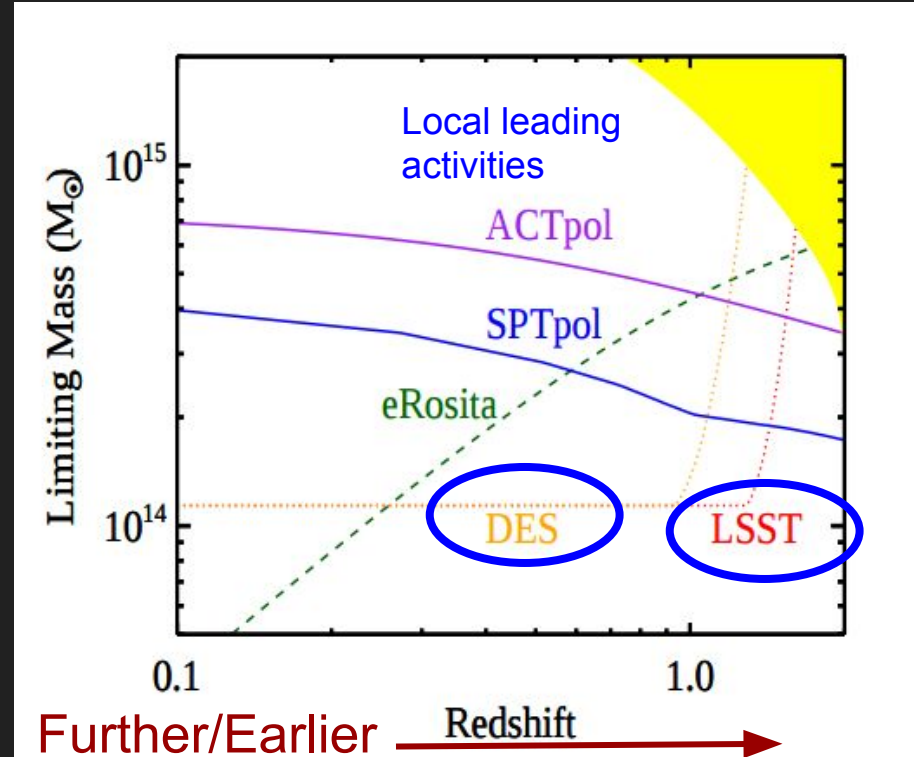 Local leading
activities
10^15
ACTpol
SPTpol
eRosita
Limiting Mass (M☉)
10^14
DES
LSST
0.1
1.0
Redshift
Further/Earlier